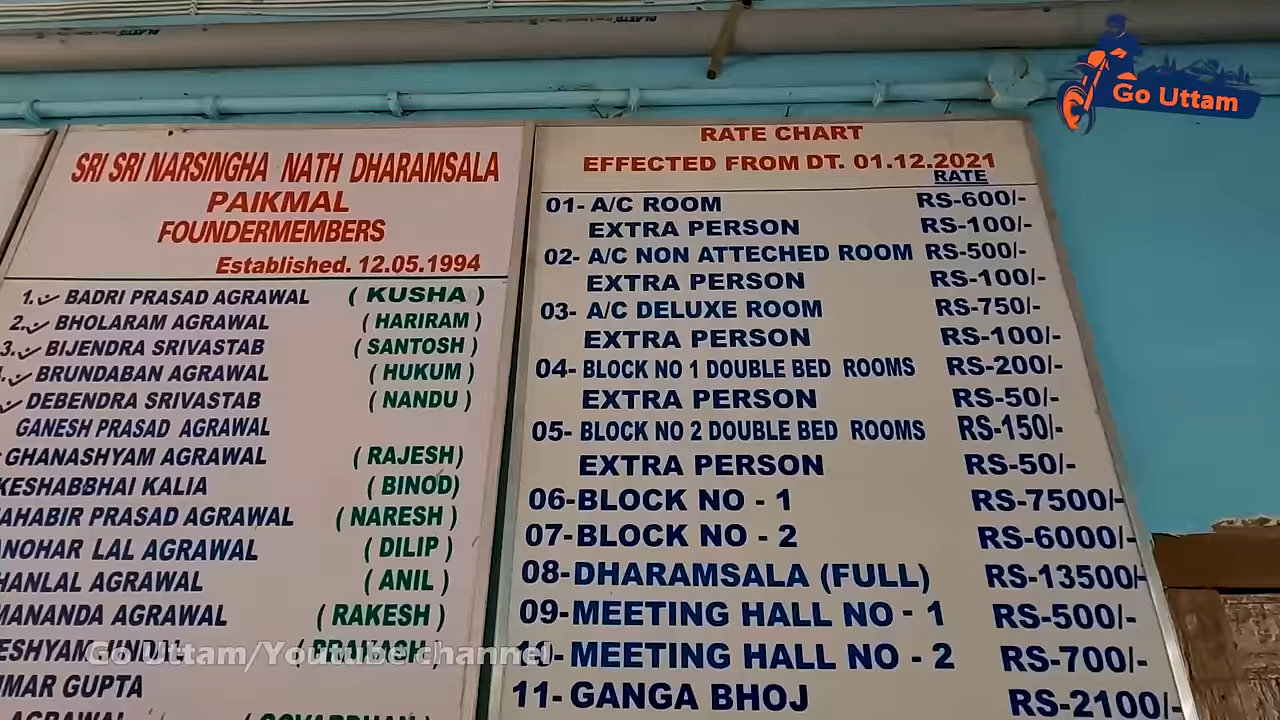 Go Uttam
SRI SRI NARSINGHA NATH DHARAMSALA
PAIKMAL
FOUNDERMEMBERS
Established. 12.05.1994
1. BADRI PRASAD AGRAWAL ( KUSHA )
2. BHOLARAM AGRAWAL ( HARIRAM )
3. BIJENDRA SRIVASTAB ( SANTOSH )
BRUNDABAN AGRAWAL ( HUKUM )
DEBENDRA SRIVASTAB ( NANDU )
GANESH PRASAD AGRAWAL
GHANASHYAM AGRAWAL ( RAJESH)
KESHABBHAI KALIA ( BINOD)
AHABIR PRASAD AGRAWAL ( NARESH )
ANOHAR LAL AGRAWAL ( DILIP )
HANLAL AGRAWAL ( ANIL )
MANANDA AGRAWAL ( RAKESH )
ESHYAM JINDAL ( PRAKASH )
MAR GUPTA
AGRAWAL ( GOVARDHAN )
RATE CHART
EFFECTED FROM DT. 01.12.2021
RATE
01- A/C ROOM RS-600/-
EXTRA PERSON RS-100/-
02- A/C NON ATTECHED ROOM RS-500/-
EXTRA PERSON RS-100/-
03- A/C DELUXE ROOM RS-750/-
EXTRA PERSON RS-100/-
04- BLOCK NO 1 DOUBLE BED ROOMS RS-200/-
EXTRA PERSON RS-50/-
05- BLOCK NO 2 DOUBLE BED ROOMS RS-150/-
EXTRA PERSON RS-50/-
06-BLOCK NO - 1 RS-7500/-
07-BLOCK NO - 2 RS-6000/-
08-DHARAMSALA (FULL) RS-13500/-
09-MEETING HALL NO - 1 RS-500/-
10-MEETING HALL NO - 2 RS-700/-
11- GANGA BHOJ RS-2100/-
Go Uttam/Youtube channel